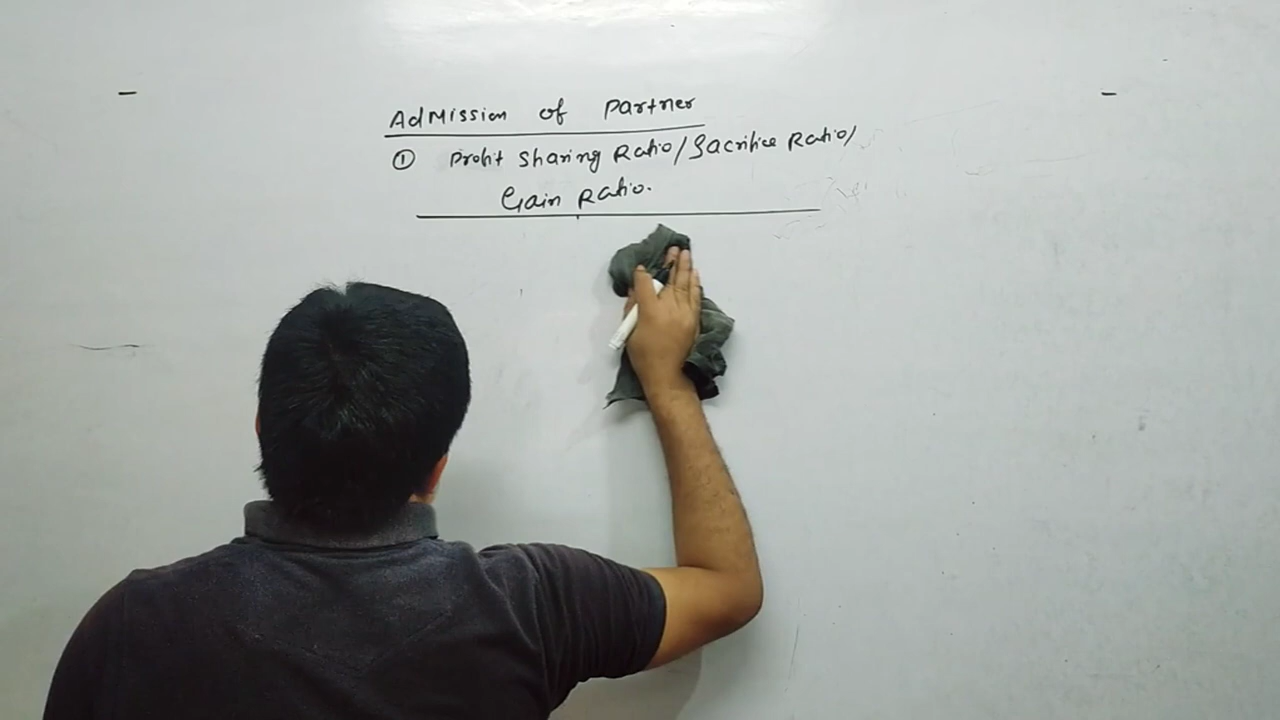 Admission of Partner
① Profit Sharing Ratio/Sacrifice Ratio/
Gain Ratio.